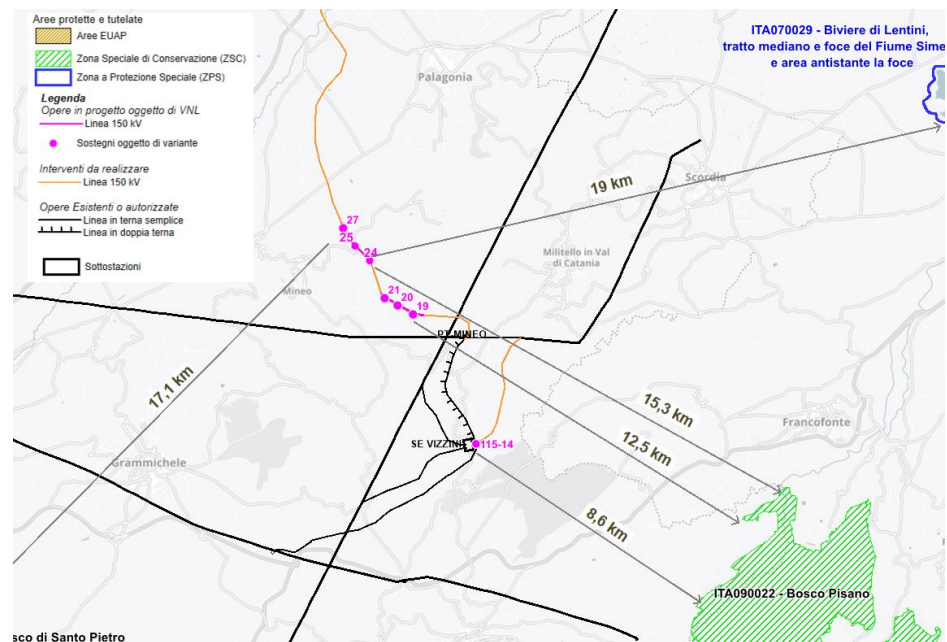 Aree protette e tutelate
Aree EUAP
Zona Speciale di Conservazione (ZSC)
Zona a Protezione Speciale (ZPS)
Legenda
Opere in progetto oggetto di VNL
Linea 150 kV
Sostegni oggetto di variante
Interventi da realizzare
Linea 150 kV
Opere Esistenti o autorizzate
Linea in terna semplice
Linea in doppia terna
Sottostazioni
ITA070029 - Biviere di Lentini,
tratto mediano e foce del Fiume Sime
e area antistante la foce
Palagonia
Scordia
19 km
27
25
24
Militello in Val
di Catania
Mineo
21
20
19
PT MINEO
17,1 km
15,3 km
12,5 km
Francofonte
SE VIZZINI
115-14
Grammichele
8,6 km
ITA090022 - Bosco Pisano
sco di Santo Pietro